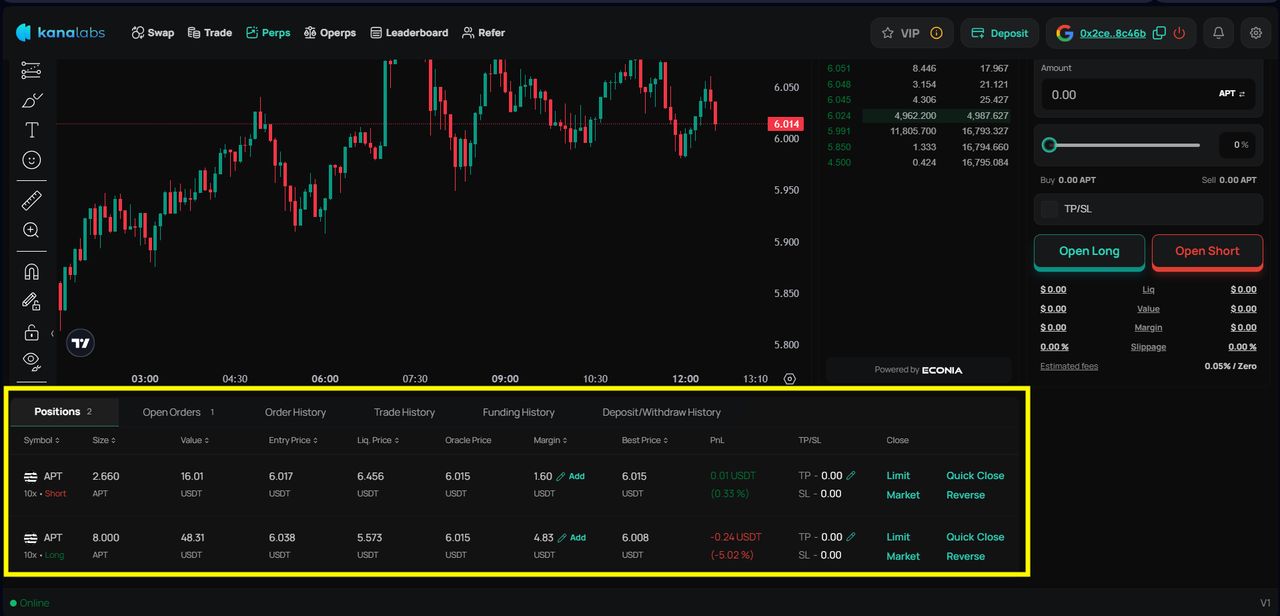 kanalabs Swap Trade Perps Operps Leaderboard Refer VIP Deposit 0x2ce..8c46b
6.050
6.014
6.000
5.950
5.900
5.850
5.800
03:00 04:30 06:00 07:30 09:00 10:30 12:00 13:10
6.051 8.446 17.967
6.048 3.154 21.121
6.045 4.306 25.427
6.024 4,962.200 4,987.627
5.991 11,805.700 16,793.327
5.850 1.333 16,794.660
4.500 0.424 16,795.084
Powered by ECONIA
Amount
0.00 APT
0 %
Buy 0.00 APT Sell 0.00 APT
TP/SL
Open Long Open Short
$ 0.00 Liq $ 0.00
$ 0.00 Value $ 0.00
$ 0.00 Margin $ 0.00
0.00 % Slippage 0.00 %
Estimated fees 0.05% / Zero
Positions 2 Open Orders 1 Order History Trade History Funding History Deposit/Withdraw History
Symbol Size Value Entry Price Liq. Price Oracle Price Margin Best Price PnL TP/SL Close
APT 2.660 16.01 6.017 6.456 6.015 1.60 Add 6.015 0.01 USDT TP - 0.00 Limit Quick Close
10x • Short APT USDT USDT USDT USDT USDT USDT (0.33 %) SL - 0.00 Market Reverse
APT 8.000 48.31 6.038 5.573 6.015 4.83 Add 6.008 -0.24 USDT TP - 0.00 Limit Quick Close
10x • Long APT USDT USDT USDT USDT USDT USDT (-5.02 %) SL - 0.00 Market Reverse
Online V1